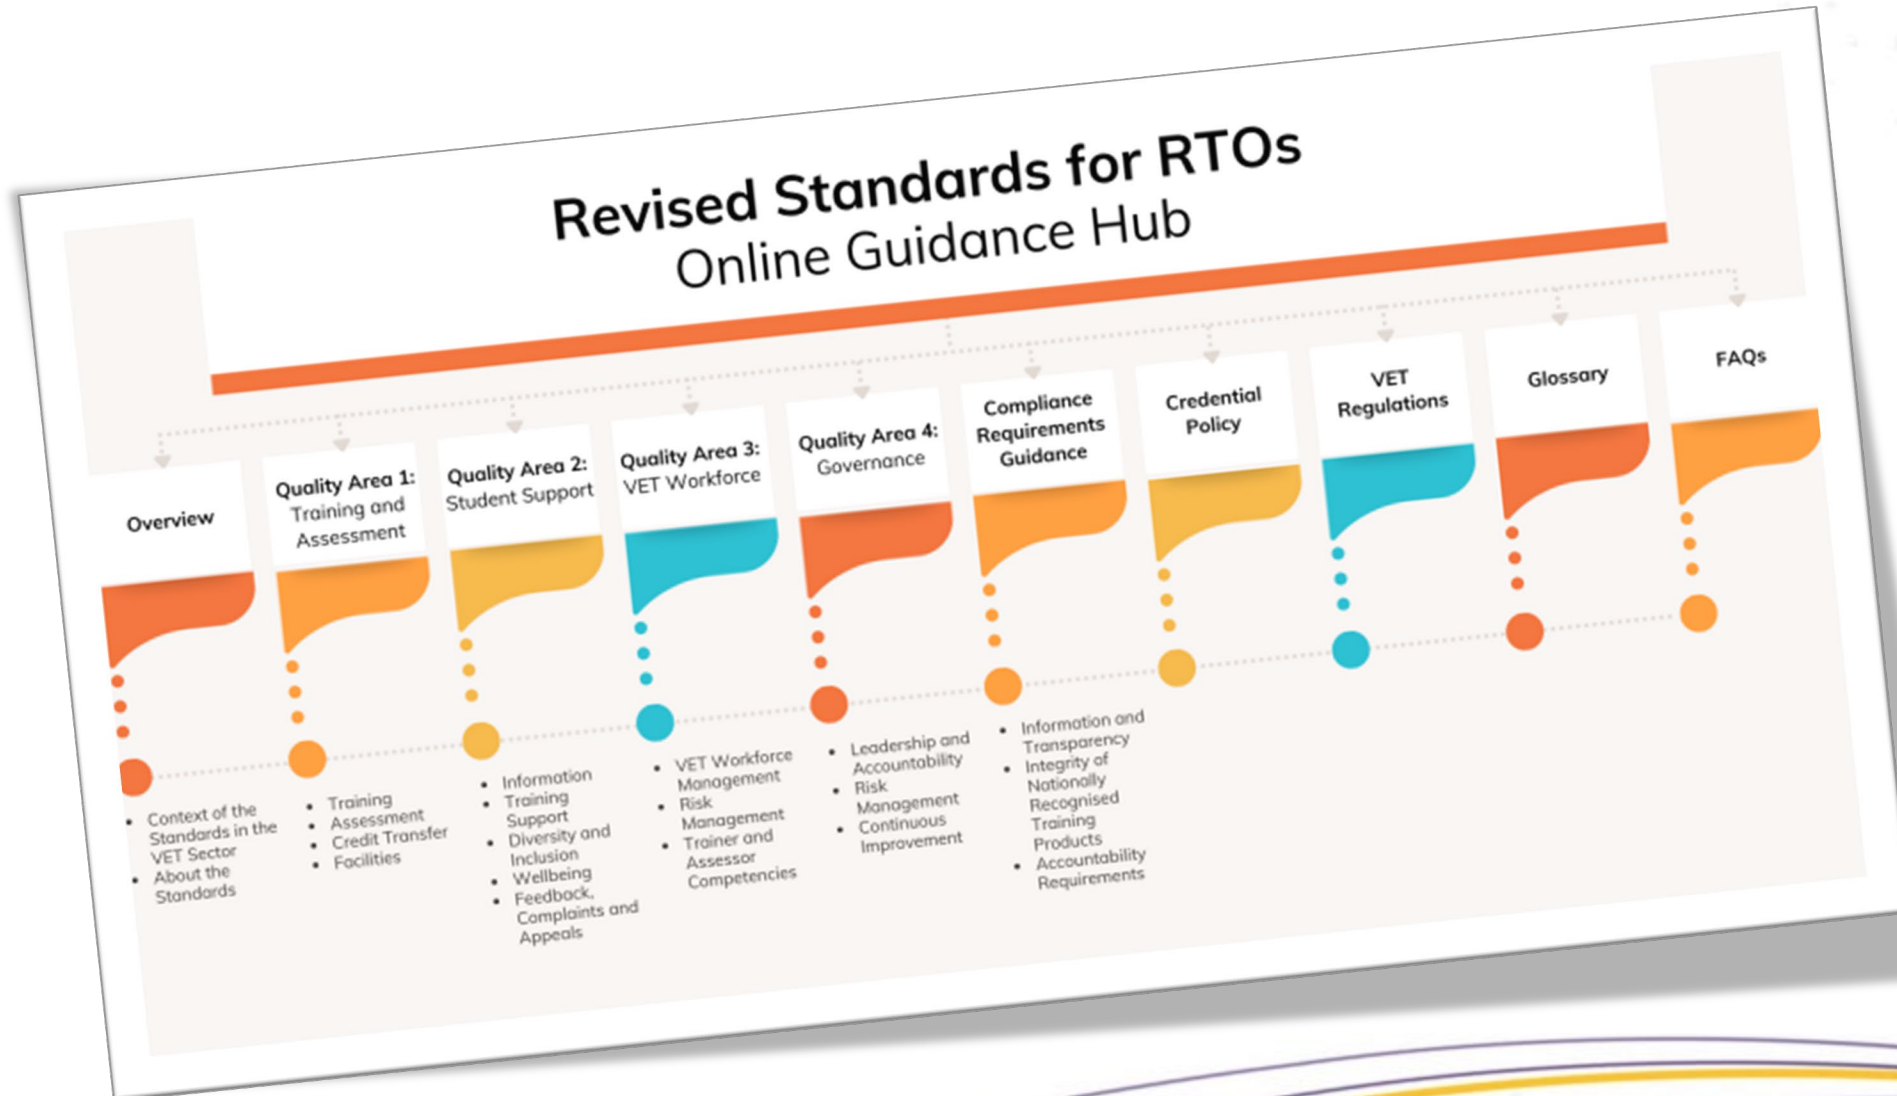 Revised Standards for RTOs
Online Guidance Hub
Overview
• Context of the
Standards in the
VET Sector
• About the
Standards
Quality Area 1:
Training and
Assessment
• Training
• Assessment
• Credit Transfer
• Facilities
Quality Area 2:
Student Support
• Information
• Training
Support
• Diversity and
Inclusion
• Wellbeing
• Feedback,
Complaints and
Appeals
Quality Area 3:
VET Workforce
• VET Workforce
Management
• Risk
Management
• Trainer and
Assessor
Competencies
Quality Area 4:
Governance
• Leadership and
Accountability
• Risk
Management
• Continuous
Improvement
Compliance
Requirements
Guidance
• Information and
Transparency
• Integrity of
Nationally
Recognised
Training
Products
• Accountability
Requirements
Credential
Policy
VET
Regulations
Glossary
FAQs